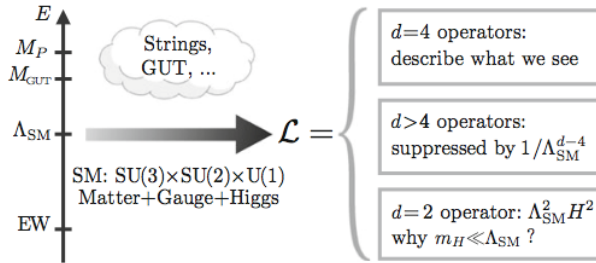 E
M_P
M_GUT
Λ_SM
EW
Strings,
GUT, ...
SM: SU(3)×SU(2)×U(1)
Matter+Gauge+Higgs
ℒ =
d=4 operators:
describe what we see
d>4 operators:
suppressed by 1/Λ_SM^{d−4}
d=2 operator: Λ_SM^2 H^2
why m_H≪Λ_SM ?